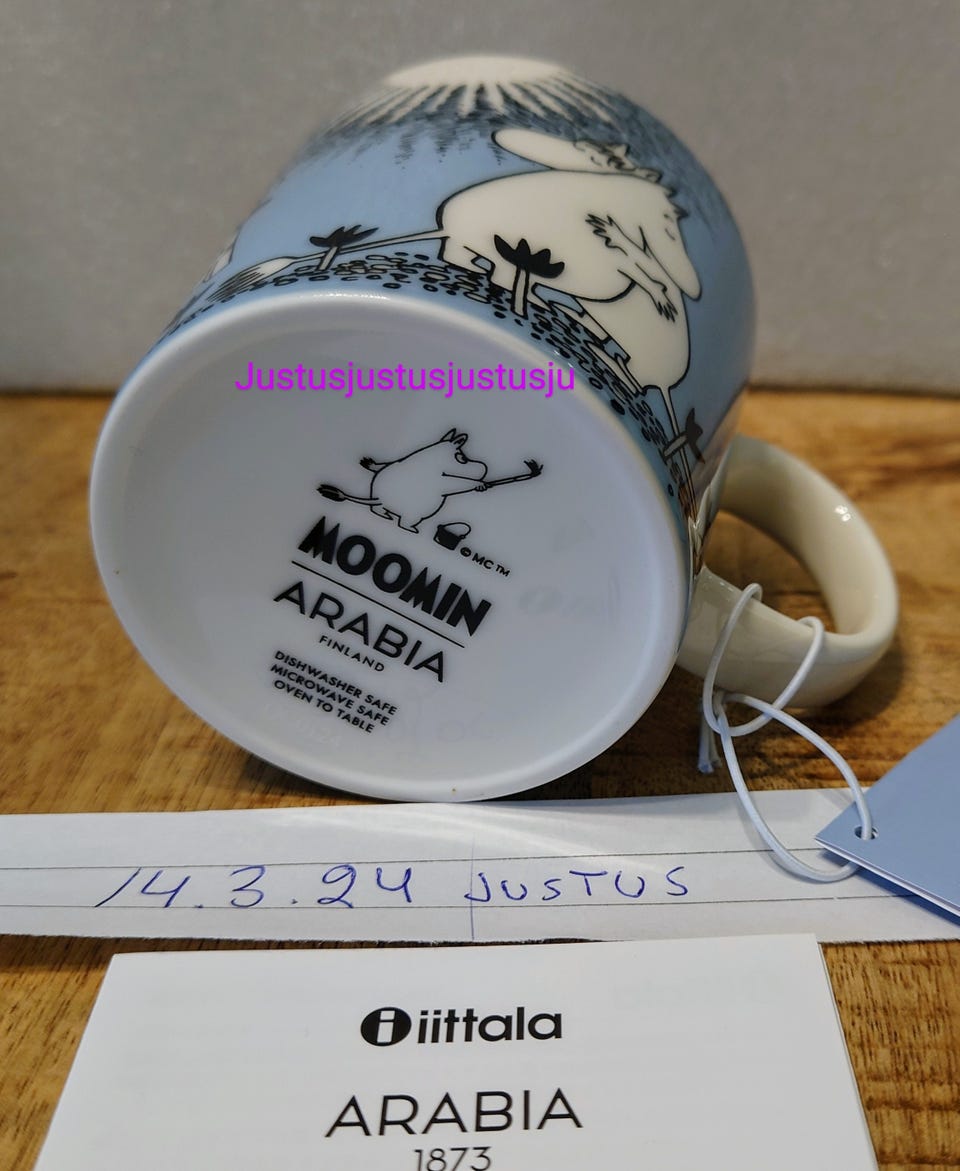 Justusjustusjustusju
© MC™
MOOMIN
ARABIA
FINLAND
DISHWASHER SAFE
MICROWAVE SAFE
OVEN TO TABLE
14.3.24 JUSTUS
iittala
ARABIA
1873